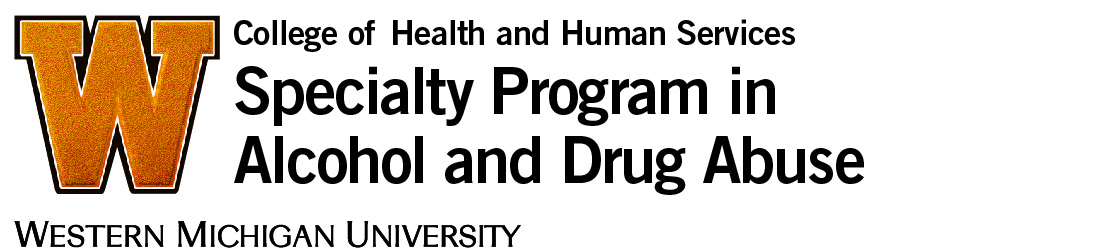 W
College of Health and Human Services
Specialty Program in
Alcohol and Drug Abuse
WESTERN MICHIGAN UNIVERSITY